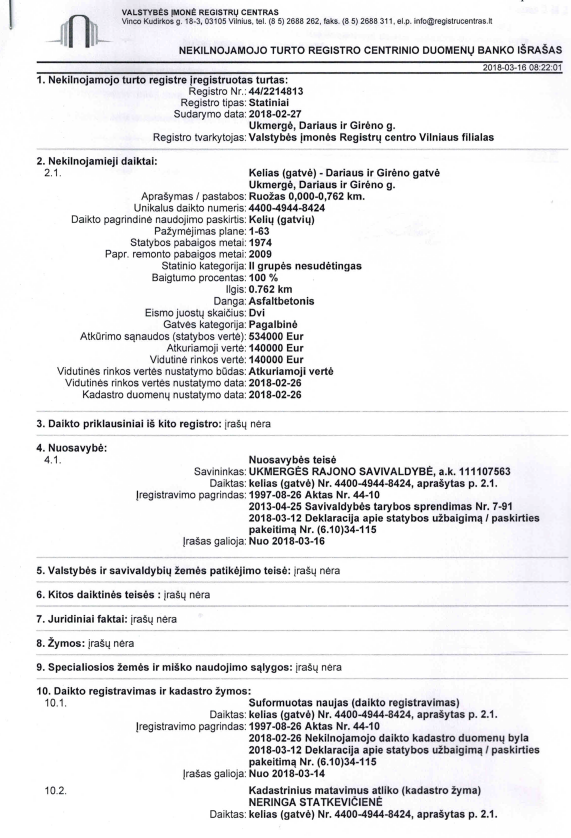 VALSTYBĖS ĮMONĖ REGISTRŲ CENTRAS
Vinco Kudirkos g. 18-3, 03105 Vilnius, tel. (8 5) 2688 262, faks. (8 5) 2688 311, el.p. info@registrucentras.lt
NEKILNOJAMOJO TURTO REGISTRO CENTRINIO DUOMENŲ BANKO IŠRAŠAS
2018-03-16 08:22:01
1. Nekilnojamojo turto registre įregistruotas turtas:
Registro Nr.: 44/2214813
Registro tipas: Statiniai
Sudarymo data: 2018-02-27
Ukmergė, Dariaus ir Girėno g.
Registro tvarkytojas: Valstybės įmonės Registrų centro Vilniaus filialas
2. Nekilnojamieji daiktai:
2.1. Kelias (gatvė) - Dariaus ir Girėno gatvė
Ukmergė, Dariaus ir Girėno g.
Aprašymas / pastabos: Ruožas 0,000-0,762 km.
Unikalus daikto numeris: 4400-4944-8424
Daikto pagrindinė naudojimo paskirtis: Kelių (gatvių)
Pažymėjimas plane: 1-63
Statybos pabaigos metai: 1974
Papr. remonto pabaigos metai: 2009
Statinio kategorija: II grupės nesudėtingas
Baigtumo procentas: 100 %
Ilgis: 0.762 km
Danga: Asfaltbetonis
Eismo juostų skaičius: Dvi
Gatvės kategorija: Pagalbinė
Atkūrimo sąnaudos (statybos vertė): 534000 Eur
Atkuriamoji vertė: 140000 Eur
Vidutinė rinkos vertė: 140000 Eur
Vidutinės rinkos vertės nustatymo būdas: Atkuriamoji vertė
Vidutinės rinkos vertės nustatymo data: 2018-02-26
Kadastro duomenų nustatymo data: 2018-02-26
3. Daikto priklausiniai iš kito registro: įrašų nėra
4. Nuosavybė:
4.1. Nuosavybės teisė
Savininkas: UKMERGĖS RAJONO SAVIVALDYBĖ, a.k. 111107563
Daiktas: kelias (gatvė) Nr. 4400-4944-8424, aprašytas p. 2.1.
Įregistravimo pagrindas: 1997-08-26 Aktas Nr. 44-10
2013-04-25 Savivaldybės tarybos sprendimas Nr. 7-91
2018-03-12 Deklaracija apie statybos užbaigimą / paskirties
pakeitimą Nr. (6.10)34-115
Įrašas galioja: Nuo 2018-03-16
5. Valstybės ir savivaldybių žemės patikėjimo teisė: įrašų nėra
6. Kitos daiktinės teisės : įrašų nėra
7. Juridiniai faktai: įrašų nėra
8. Žymos: įrašų nėra
9. Specialiosios žemės ir miško naudojimo sąlygos: įrašų nėra
10. Daikto registravimas ir kadastro žymos:
10.1. Suformuotas naujas (daikto registravimas)
Daiktas: kelias (gatvė) Nr. 4400-4944-8424, aprašytas p. 2.1.
Įregistravimo pagrindas: 1997-08-26 Aktas Nr. 44-10
2018-02-26 Nekilnojamojo daikto kadastro duomenų byla
2018-03-12 Deklaracija apie statybos užbaigimą / paskirties
pakeitimą Nr. (6.10)34-115
Įrašas galioja: Nuo 2018-03-14
10.2. Kadastrinius matavimus atliko (kadastro žyma)
NERINGA STATKEVIČIENĖ
Daiktas: kelias (gatvė) Nr. 4400-4944-8424, aprašytas p. 2.1.